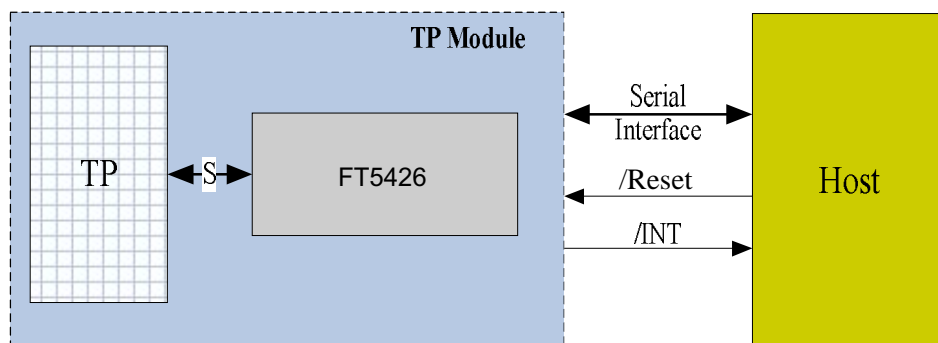 TP Module
TP
S
FT5426
Serial
Interface
/Reset
/INT
Host